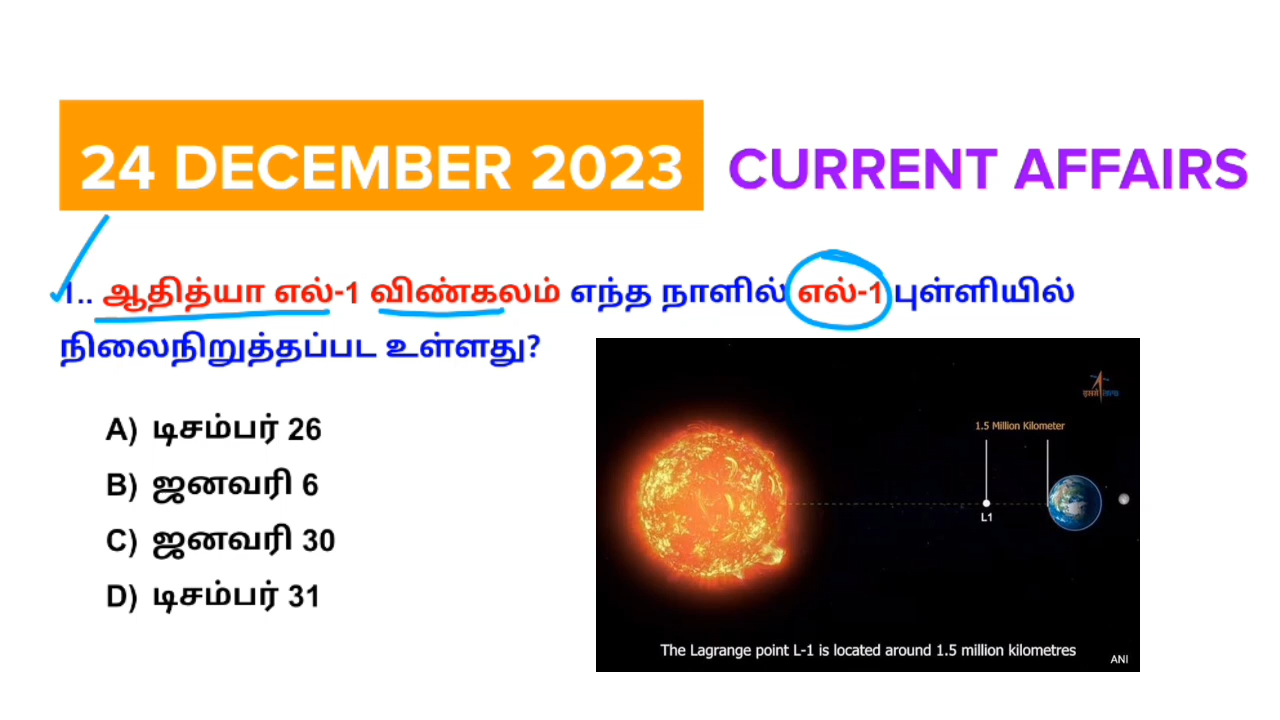 24 DECEMBER 2023 CURRENT AFFAIRS
1.. ஆதித்யா எல்-1 விண்கலம் எந்த நாளில் எல்-1 புள்ளியில்
நிலைநிறுத்தப்பட உள்ளது?
A) டிசம்பர் 26
B) ஜனவரி 6
C) ஜனவரி 30
D) டிசம்பர் 31
1.5 Million Kilometer
L1
The Lagrange point L-1 is located around 1.5 million kilometres
ANI